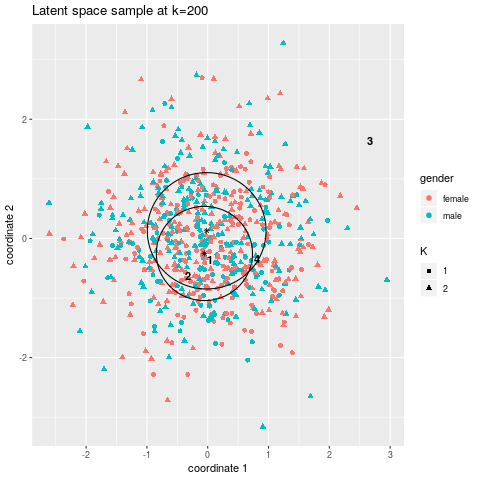 Latent space sample at k=200
3
2
1
4
2
0
-2
-2
-1
0
1
2
3
coordinate 1
coordinate 2
gender
female
male
K
1
2